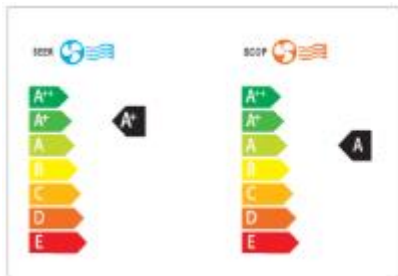 SEER SCOP
A++ A++
A+ A+ A+
A A A
B B
C C
D D
E E